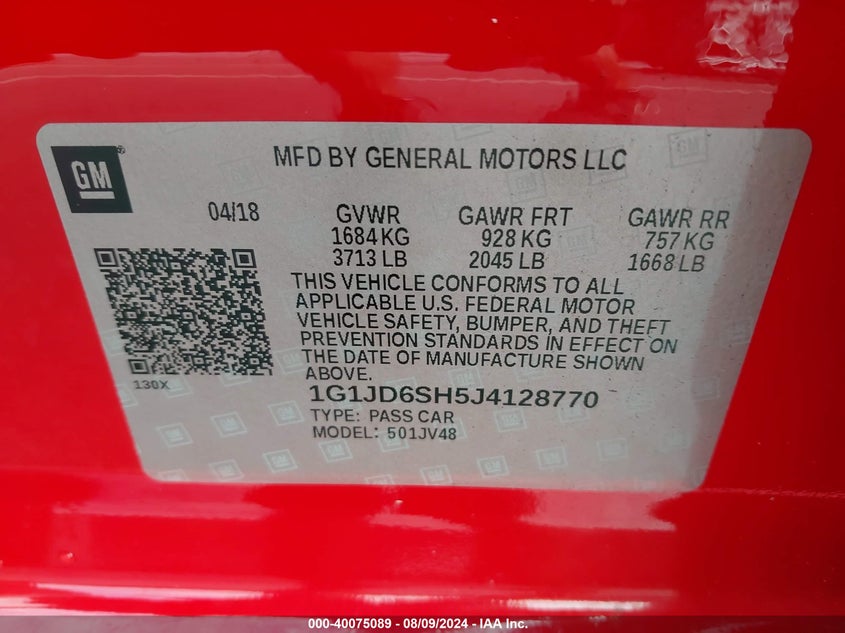 GM
MFD BY GENERAL MOTORS LLC
04/18 GVWR GAWR FRT GAWR RR
1684 KG 928 KG 757 KG
3713 LB 2045 LB 1668 LB
THIS VEHICLE CONFORMS TO ALL
APPLICABLE U.S. FEDERAL MOTOR
VEHICLE SAFETY, BUMPER, AND THEFT
PREVENTION STANDARDS IN EFFECT ON
THE DATE OF MANUFACTURE SHOWN
ABOVE.
130X
1G1JD6SH5J4128770
TYPE: PASS CAR
MODEL: 501JV48
000-40075089 - 08/09/2024 - IAA Inc.